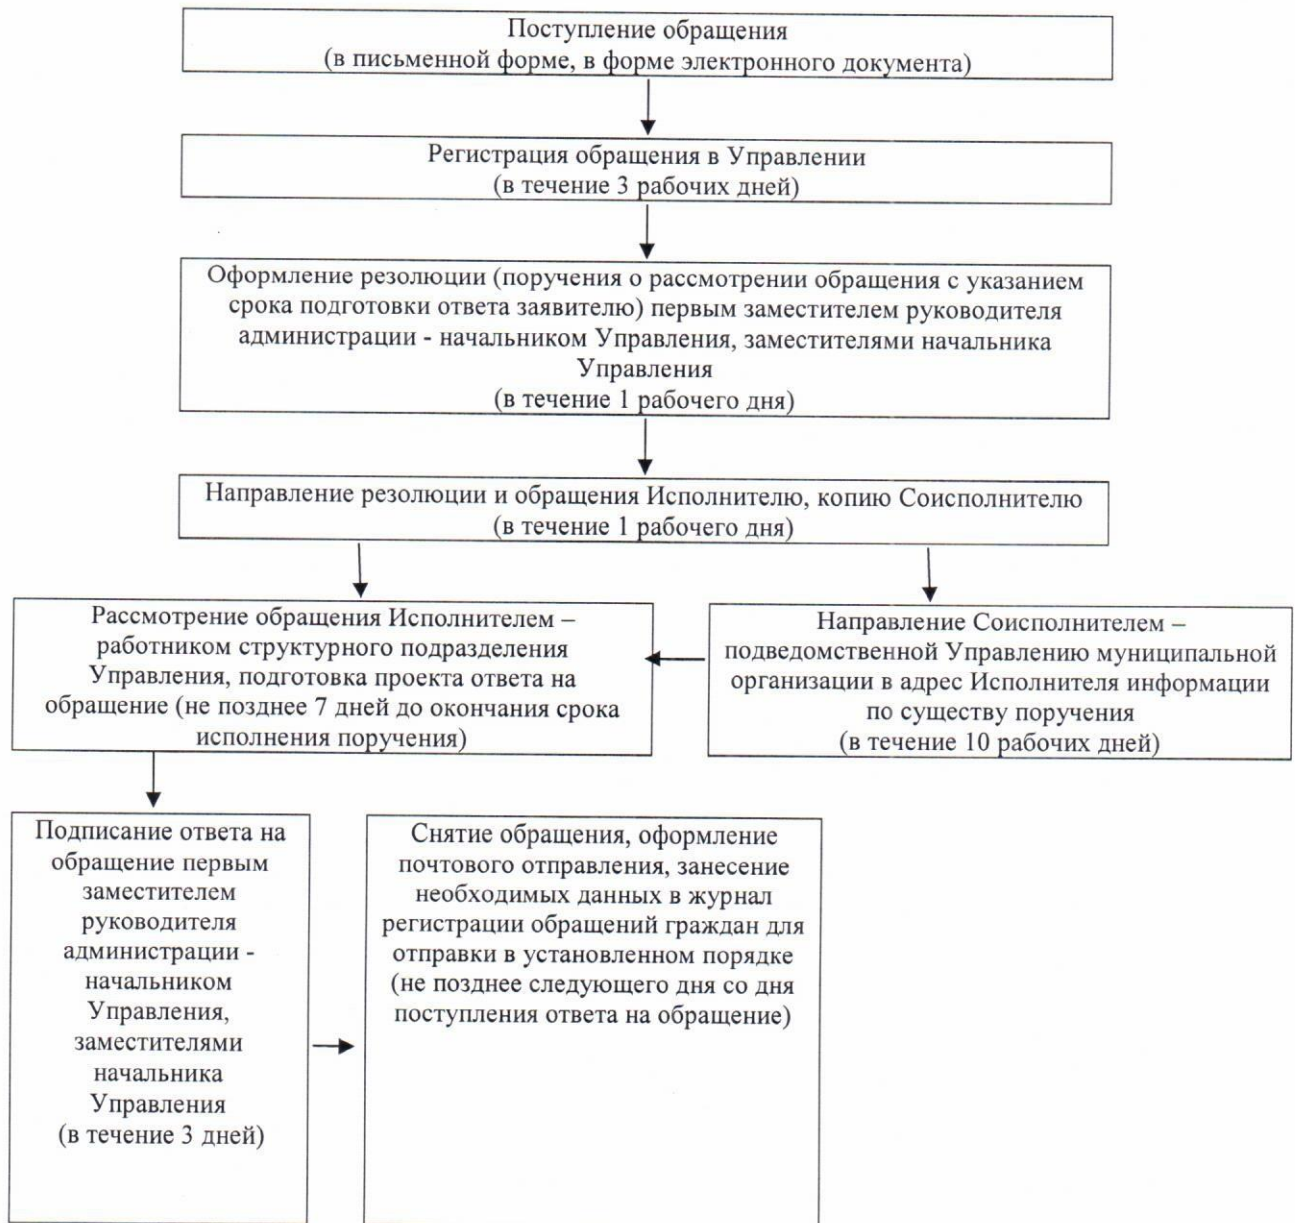 Поступление обращения
(в письменной форме, в форме электронного документа)
Регистрация обращения в Управлении
(в течение 3 рабочих дней)
Оформление резолюции (поручения о рассмотрении обращения с указанием
срока подготовки ответа заявителю) первым заместителем руководителя
администрации - начальником Управления, заместителями начальника
Управления
(в течение 1 рабочего дня)
Направление резолюции и обращения Исполнителю, копию Соисполнителю
(в течение 1 рабочего дня)
Рассмотрение обращения Исполнителем –
работником структурного подразделения
Управления, подготовка проекта ответа на
обращение (не позднее 7 дней до окончания срока
исполнения поручения)
Направление Соисполнителем –
подведомственной Управлению муниципальной
организации в адрес Исполнителя информации
по существу поручения
(в течение 10 рабочих дней)
Подписание ответа на
обращение первым
заместителем
руководителя
администрации -
начальником
Управления,
заместителями
начальника
Управления
(в течение 3 дней)
Снятие обращения, оформление
почтового отправления, занесение
необходимых данных в журнал
регистрации обращений граждан для
отправки в установленном порядке
(не позднее следующего дня со дня
поступления ответа на обращение)